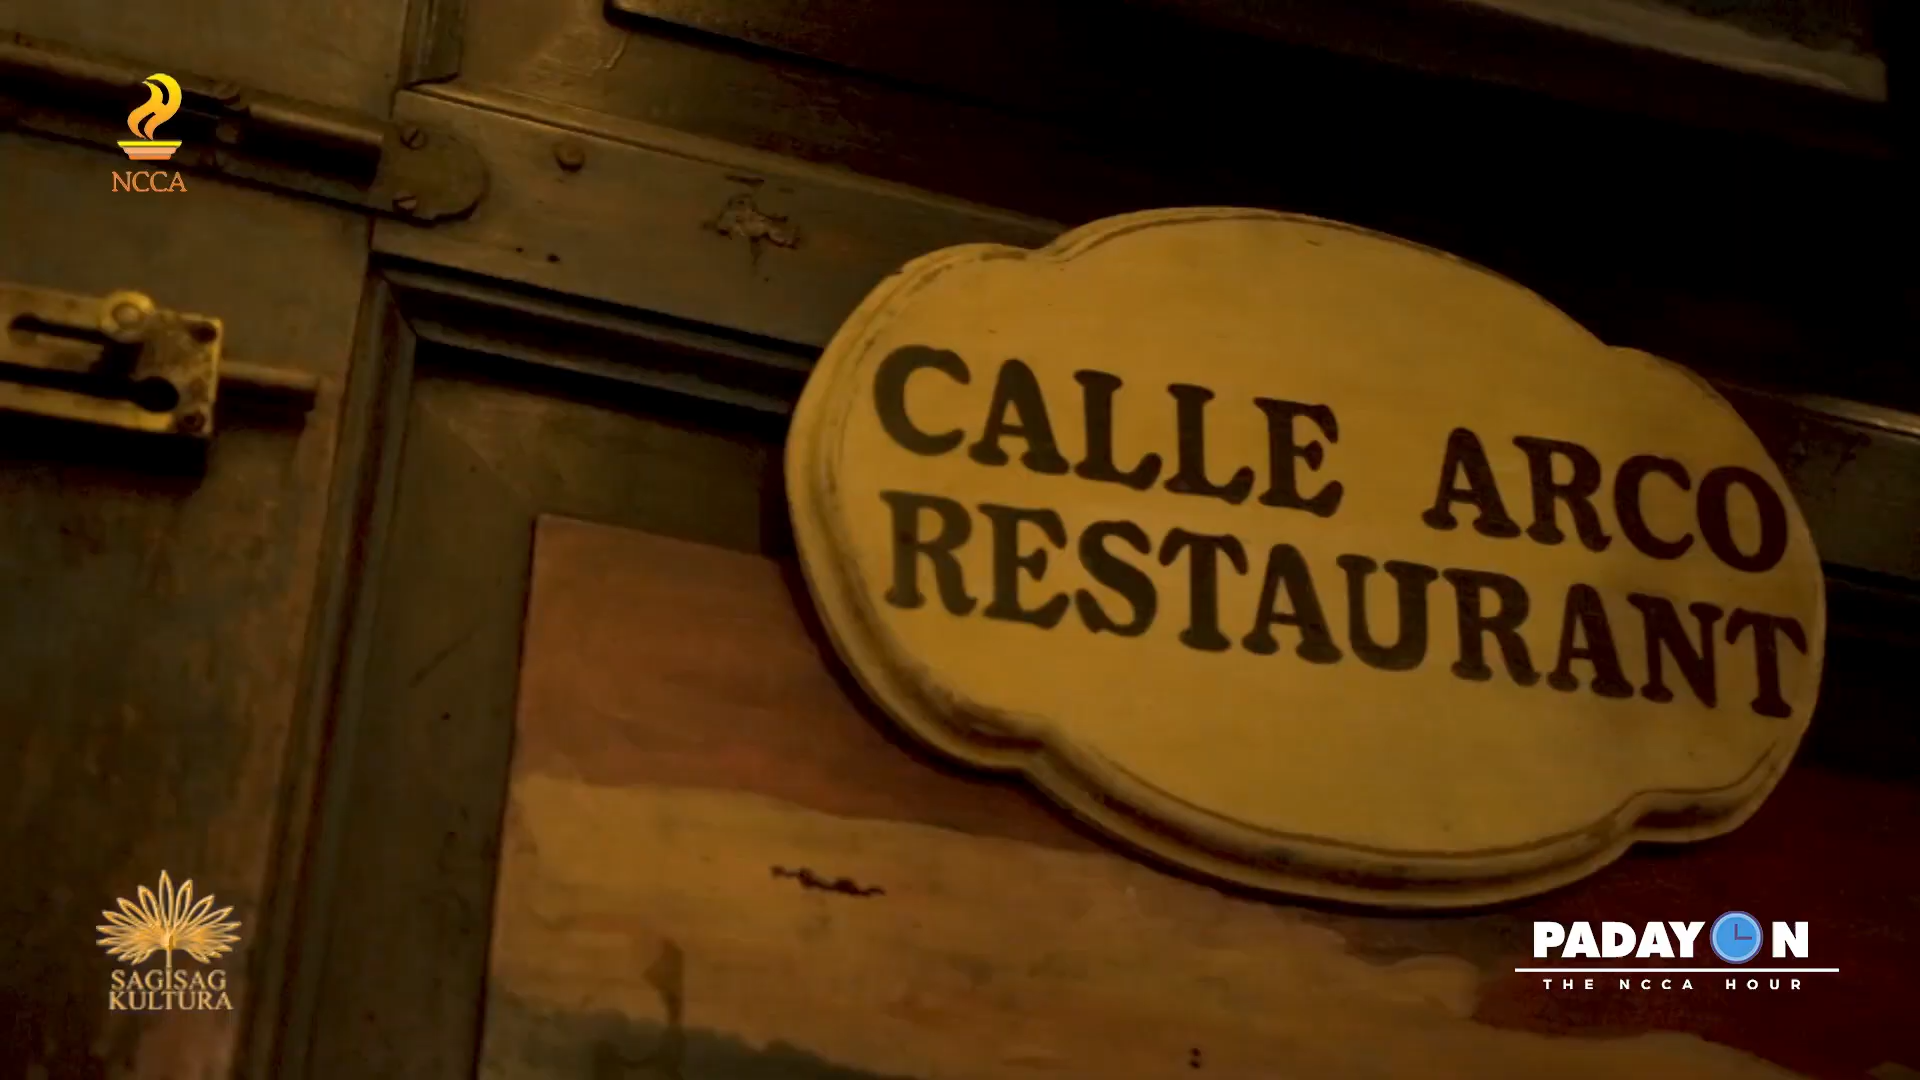 NCCA
CALLE ARCO
RESTAURANT
SAGISAG
KULTURA
PADAYON
THE NCCA HOUR